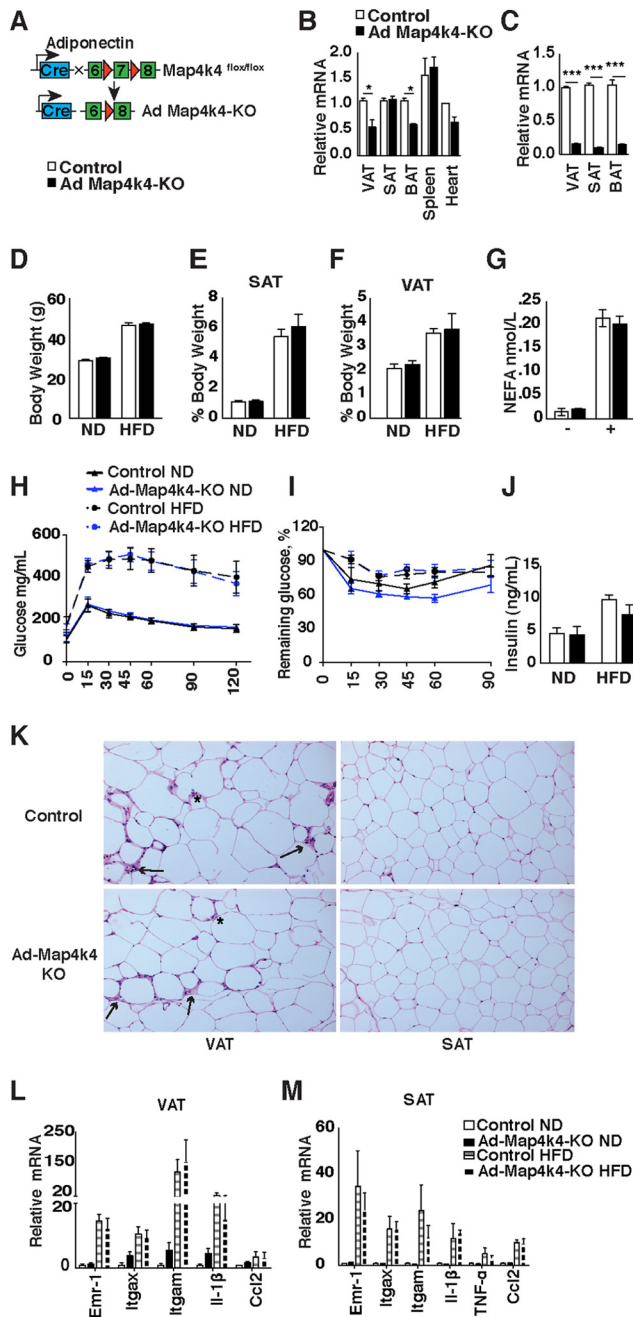 A
Adiponectin
Cre × 6 7 8 Map4k4 flox/flox
Cre 6 8 Ad Map4k4-KO
Control
Ad Map4k4-KO
B
Control
Ad Map4k4-KO
Relative mRNA
2.0
1.5
1.0
0.5
0.0
* *
VAT SAT BAT Spleen Heart
C
Relative mRNA
1.5
1.0
0.5
0.0
*** *** ***
VAT SAT BAT
D
Body Weight (g)
60
40
20
0
ND HFD
E
SAT
% Body Weight
8
6
4
2
0
ND HFD
F
VAT
% Body Weight
5
4
3
2
1
0
ND HFD
G
NEFA nmol/L
.25
.20
.15
.10
.05
0
- +
H
Control ND
Ad-Map4k4-KO ND
Control HFD
Ad-Map4k4-KO HFD
Glucose mg/mL
600
400
200
0
0 15 30 45 60 90 120
I
Remaining glucose, %
120
90
60
30
0
0 15 30 45 60 90
J
Insulin (ng/mL)
15
10
5
0
ND HFD
K
Control
*
Ad-Map4k4
KO
*
VAT SAT
L
VAT
Relative mRNA
250
150
20
20
0
Emr-1 Itgax Itgam Il-1β Ccl2
M
SAT
Control ND
Ad-Map4k4-KO ND
Control HFD
Ad-Map4k4-KO HFD
Relative mRNA
60
40
20
0
Emr-1 Itgax Itgam Il-1β TNF-α Ccl2